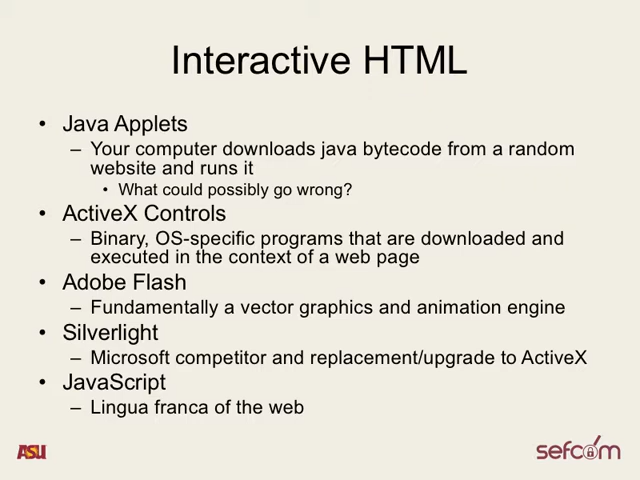 Interactive HTML
• Java Applets
– Your computer downloads java bytecode from a random
website and runs it
• What could possibly go wrong?
• ActiveX Controls
– Binary, OS-specific programs that are downloaded and
executed in the context of a web page
• Adobe Flash
– Fundamentally a vector graphics and animation engine
• Silverlight
– Microsoft competitor and replacement/upgrade to ActiveX
• JavaScript
– Lingua franca of the web
ASU
sefcom